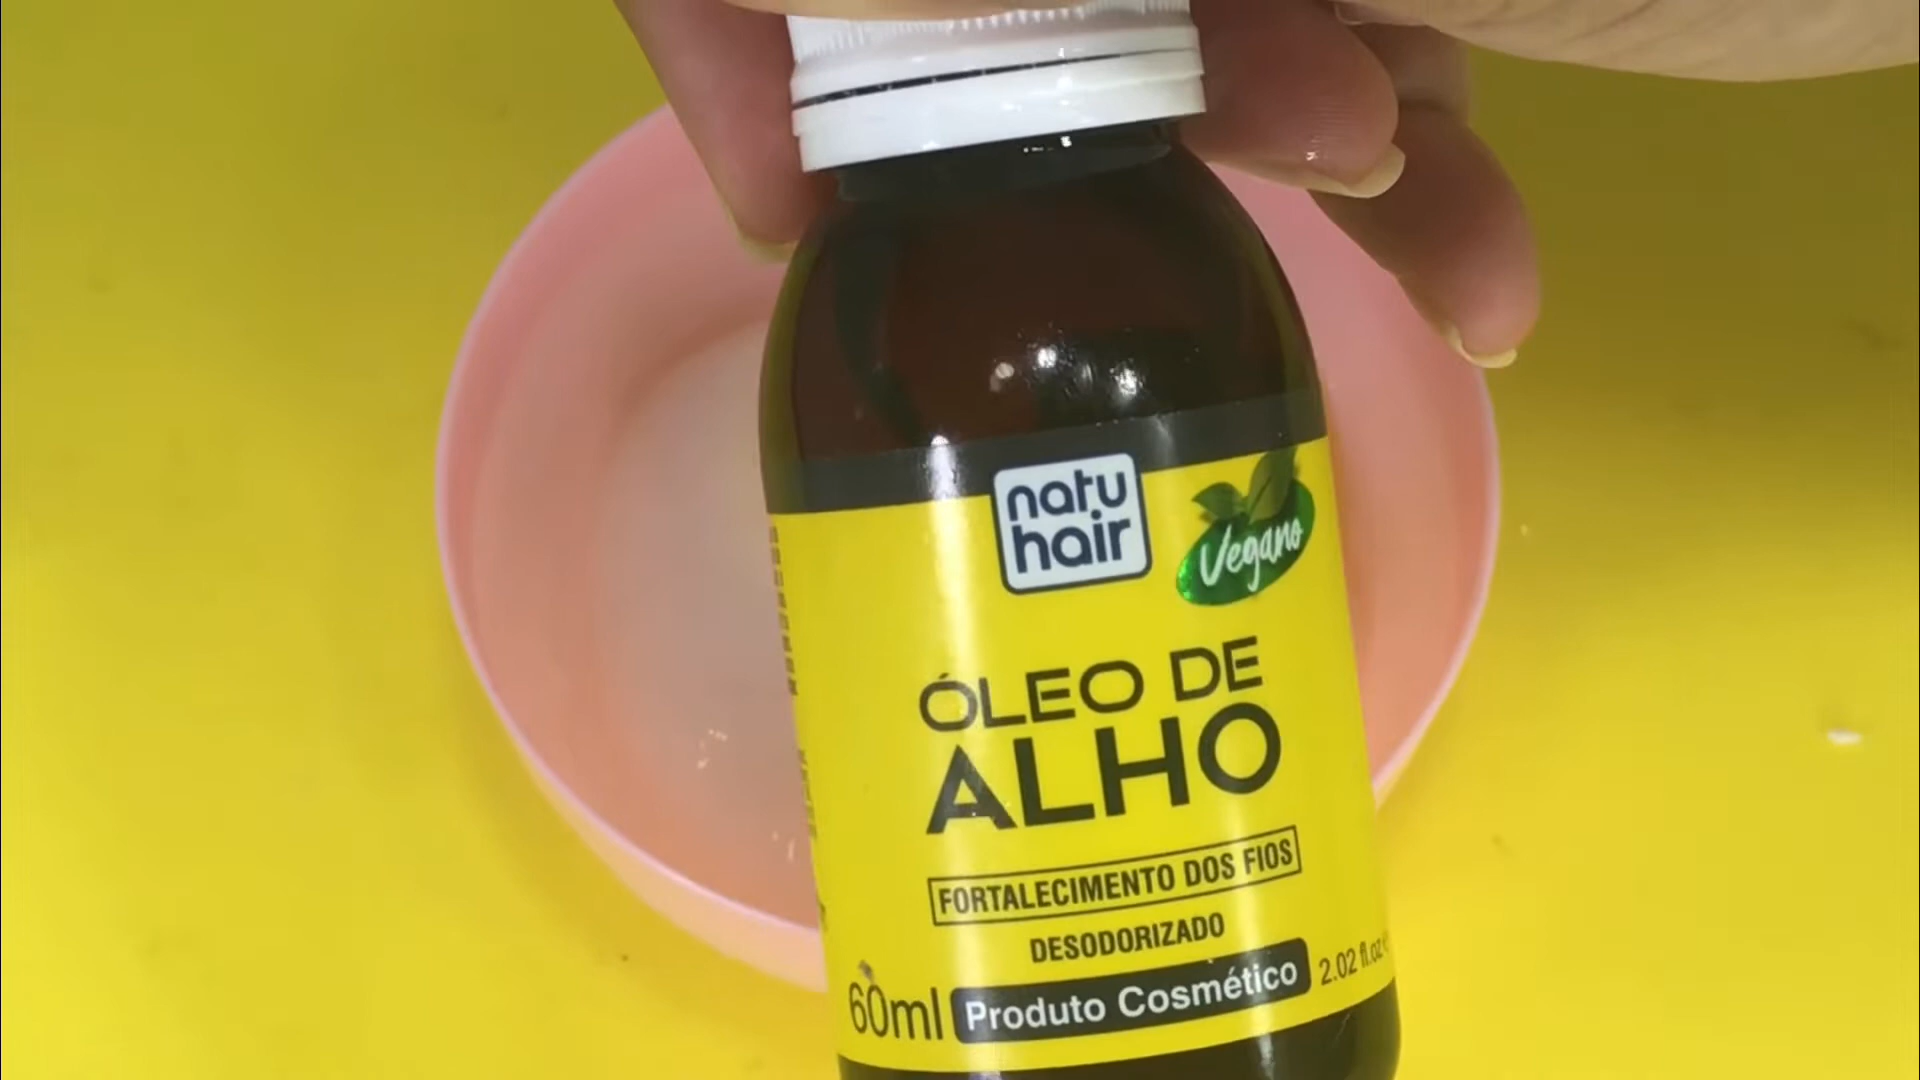 natu
hair
Vegano
ÓLEO DE
ALHO
FORTALECIMENTO DOS FIOS
DESODORIZADO
60ml
Produto Cosmético
2.02 fl.oz